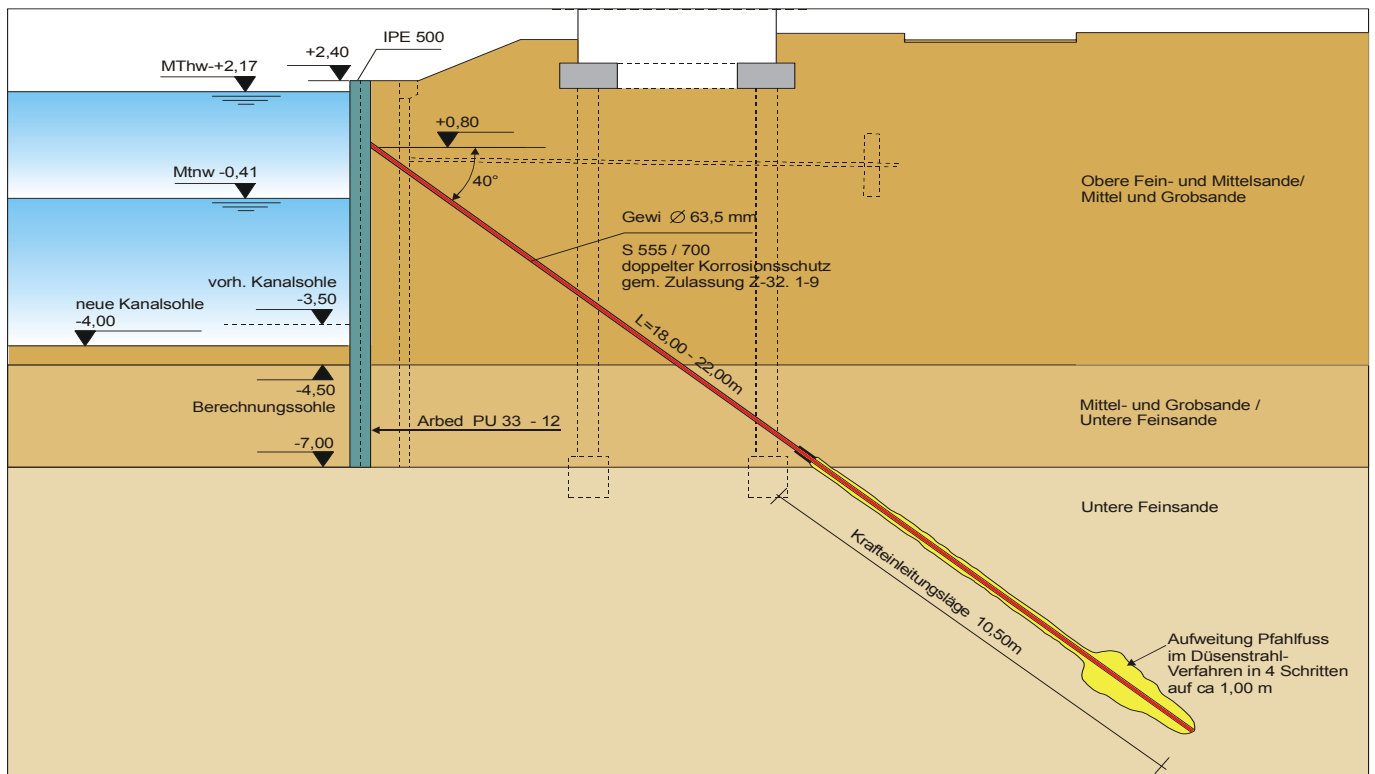 IPE 500
+2,40
MThw-+2,17
+0,80
40°
Mtnw -0,41
Obere Fein- und Mittelsande/
Mittel und Grobsande
Gewi Ø 63,5 mm
S 555 / 700
doppelter Korrosionsschutz
gem. Zulassung Z-32. 1-9
vorh. Kanalsohle
-3,50
neue Kanalsohle
-4,00
L=18,00 - 22,00m
-4,50
Berechnungssohle
Arbed PU 33 - 12
-7,00
Mittel- und Grobsande /
Untere Feinsande
Untere Feinsande
Krafteinleitungsläge 10,50m
Aufweitung Pfahlfuss
im Düsenstrahl-
Verfahren in 4 Schritten
auf ca 1,00 m